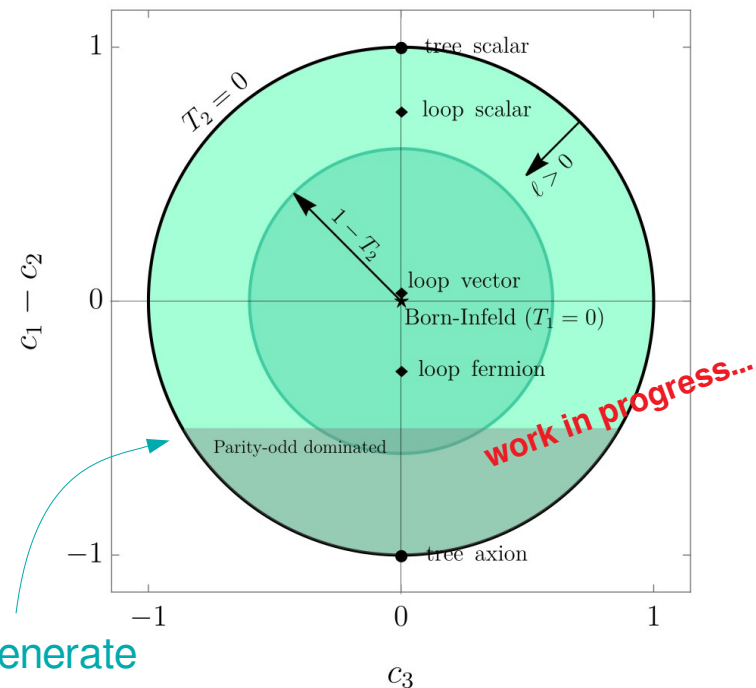 1
tree scalar
T₂ = 0
loop scalar
ℓ > 0
1 − T₂
c₁ − c₂
loop vector
0
Born-Infeld (T₁ = 0)
loop fermion
work in progress...
Parity-odd dominated
−1
tree axion
−1
0
1
enerate
c₃